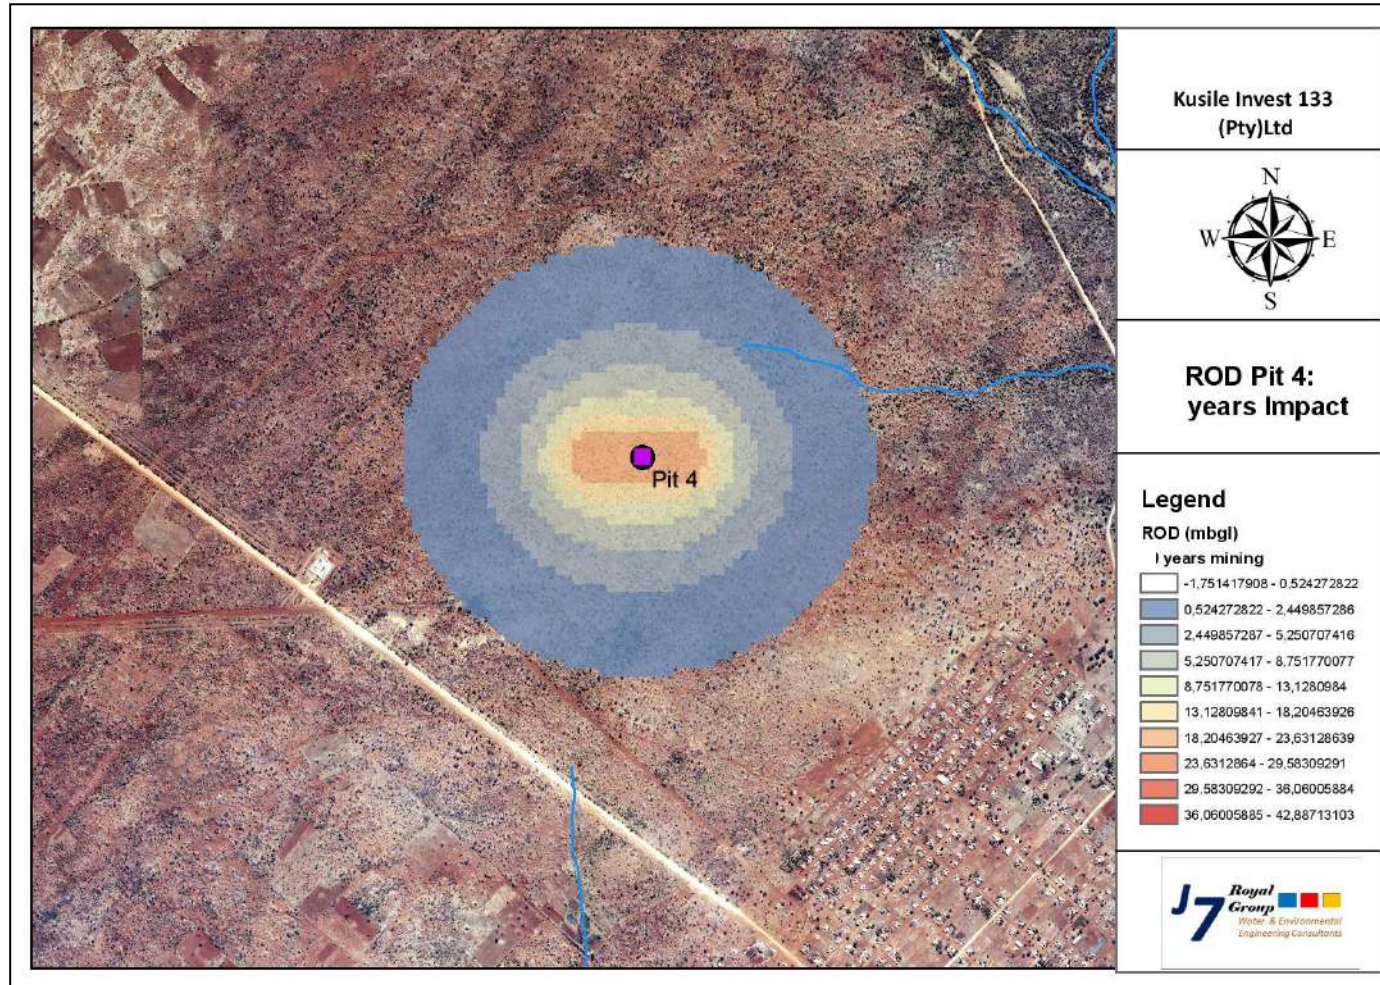 Kusile Invest 133
(Pty)Ltd
N
W
E
S
ROD Pit 4:
years Impact
Pit 4
Legend
ROD (mbgl)
years mining
-1,751417908 - 0,524272822
0,524272822 - 2,449857286
2,449857287 - 5,250707416
5,250707417 - 8,751770077
8,751770078 - 13,1280984
13,12809841 - 18,20463926
18,20463927 - 23,63128639
23,6312864 - 29,58309291
29,58309292 - 36,06005884
36,06005885 - 42,88713103
J7 Royal
Group
Water & Environmental
Engineering Consultants